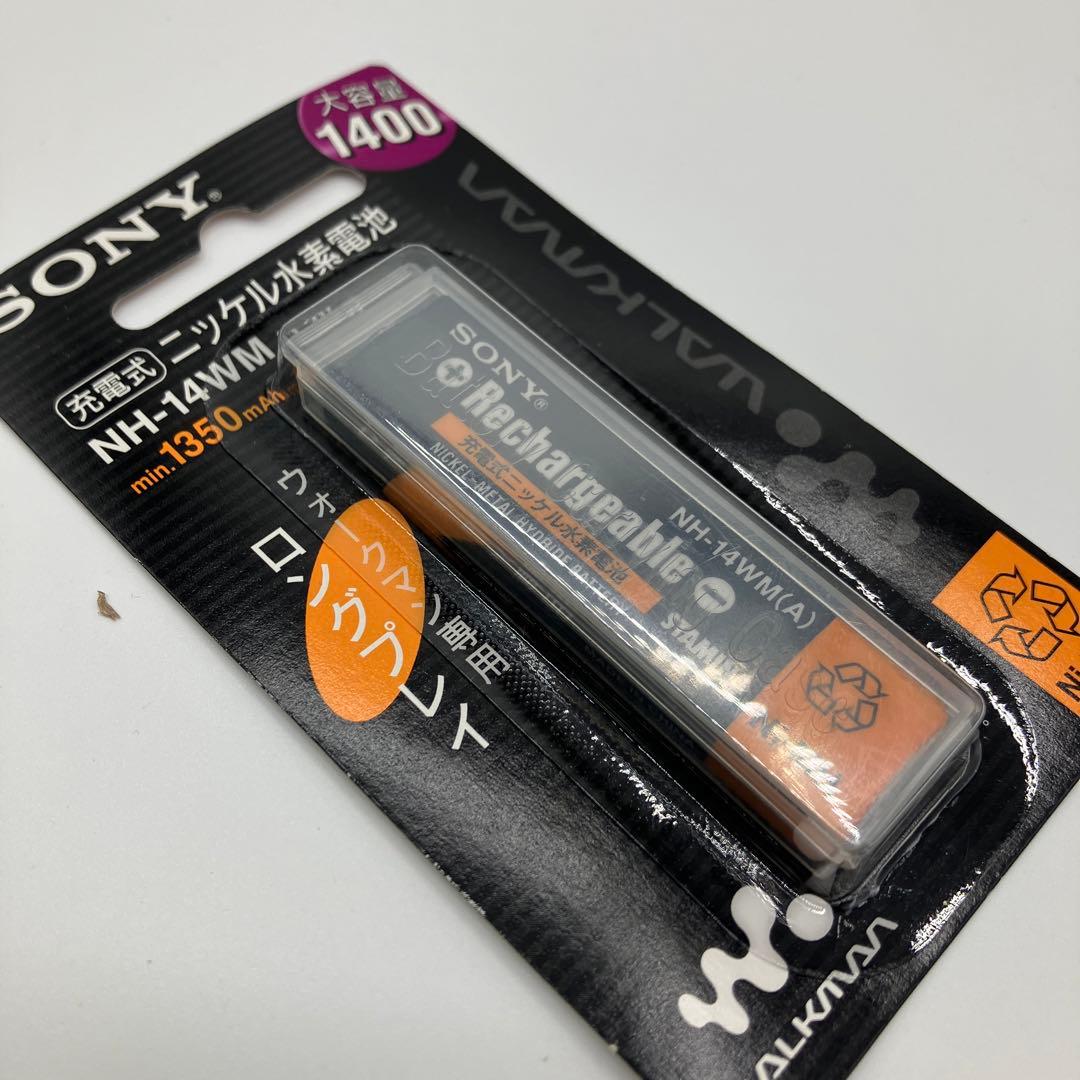 大容量
1400
SONY®
充電式 ニッケル水素電池
NH-14WM
min.1350mAh
ウォークマン専用
ロングプレイ
WALKMAN
SONY®
Rechargeable
充電式ニッケル水素電池
NICKEL-METAL HYDRIDE BATTERY
NH-14WM(A)
STAMINA
Ni
ALKMAN